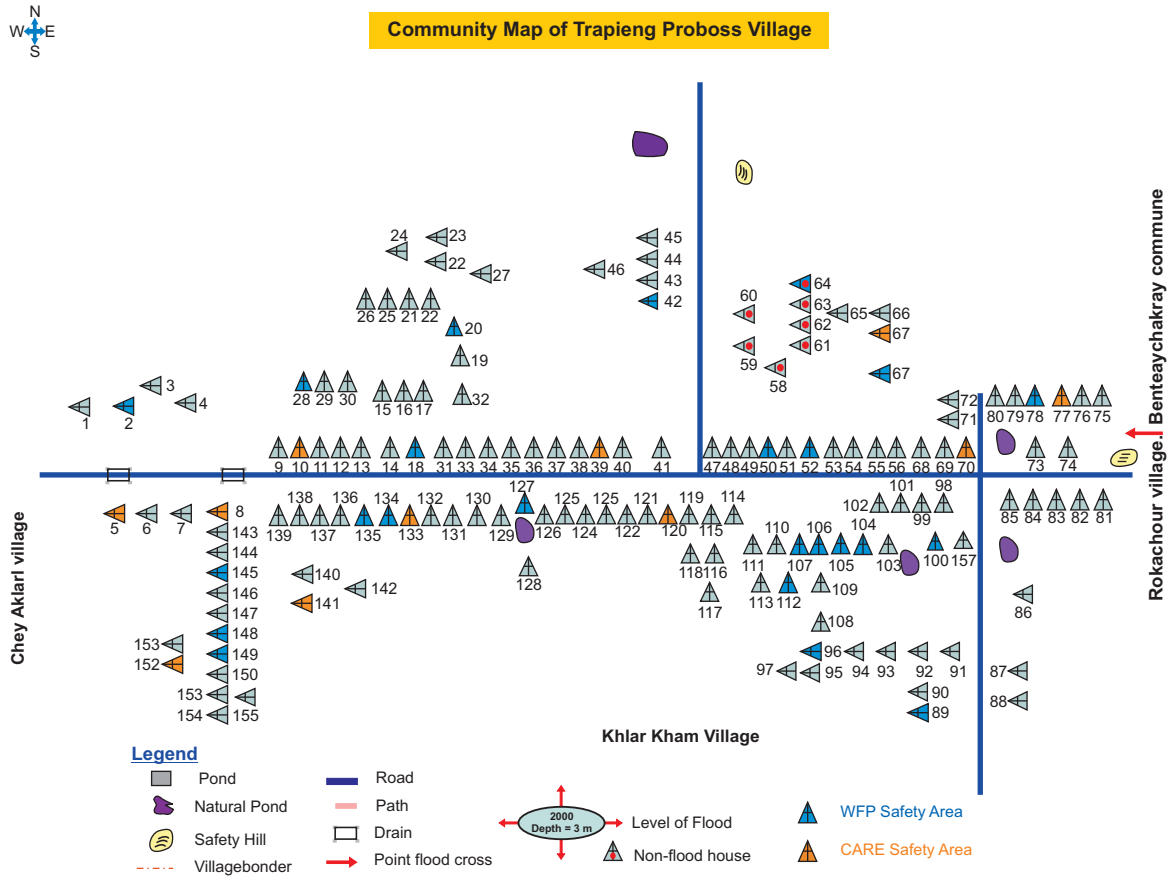 N
W E
S
Community Map of Trapieng Proboss Village
24
23
22
27
45
44
43
42
46
26 25 21 22
20
19
28 29 30
15 16 17
32
3
1
2
4
60
64
63
62
61
65
66
67
59
58
67
72
71
80 79 78 77 76 75
73 74
9 10 11 12 13 14 18 31 33 34 35 36 37 38 39 40 41
47 48 49 50 51 52 53 54 55 56 68 69 70
5 6 7
8
143
144
145
146
147
148
149
150
153
152
153
154
155
138 136 134 132 130 127 125 125 121 119 114
139 137 135 133 131 129 126 124 122 120 115
128
140
141
142
118 116
117
101 98
102 99
110 106 104
111 107 105 103 100 157
113 112 109
108
96 94 93 92 91
97 95
90
89
85 84 83 82 81
86
87
88
Chey Aklarl village
Rokachour village. Benteaychakray commune
Khlar Kham Village
Legend
Pond
Natural Pond
Safety Hill
Villagebonder
Road
Path
Drain
Point flood cross
2000
Depth = 3 m
Level of Flood
Non-flood house
WFP Safety Area
CARE Safety Area